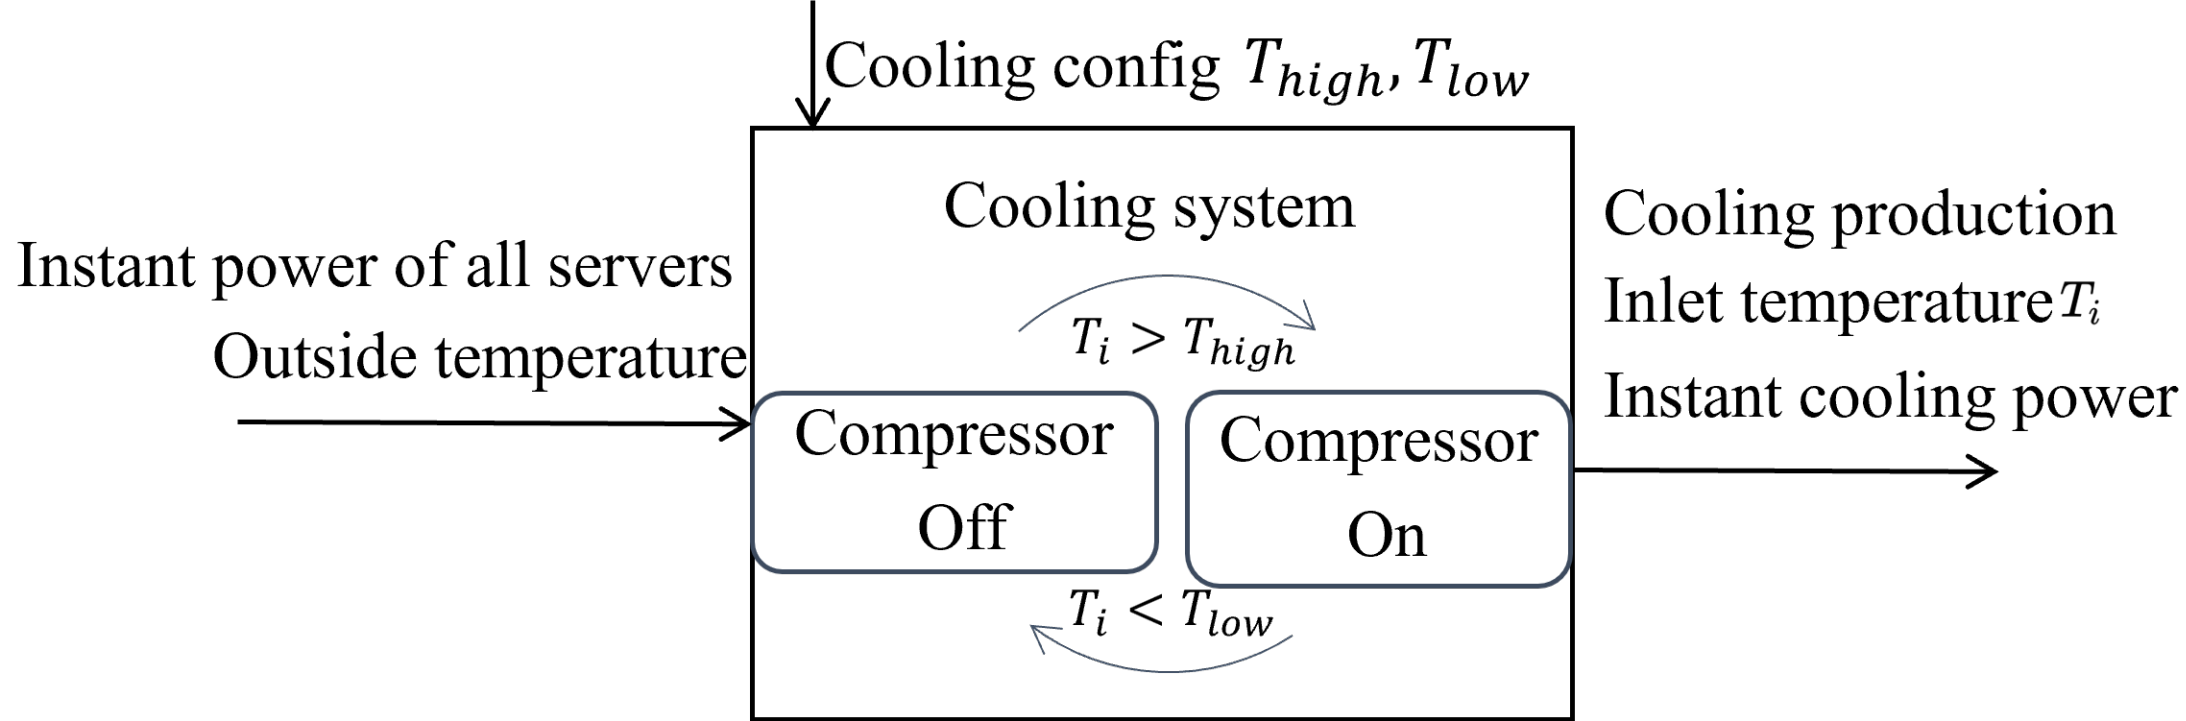 Cooling config T_high, T_low
Cooling system
Instant power of all servers
Outside temperature
T_i > T_high
Compressor
Off
Compressor
On
T_i < T_low
Cooling production
Inlet temperature T_i
Instant cooling power